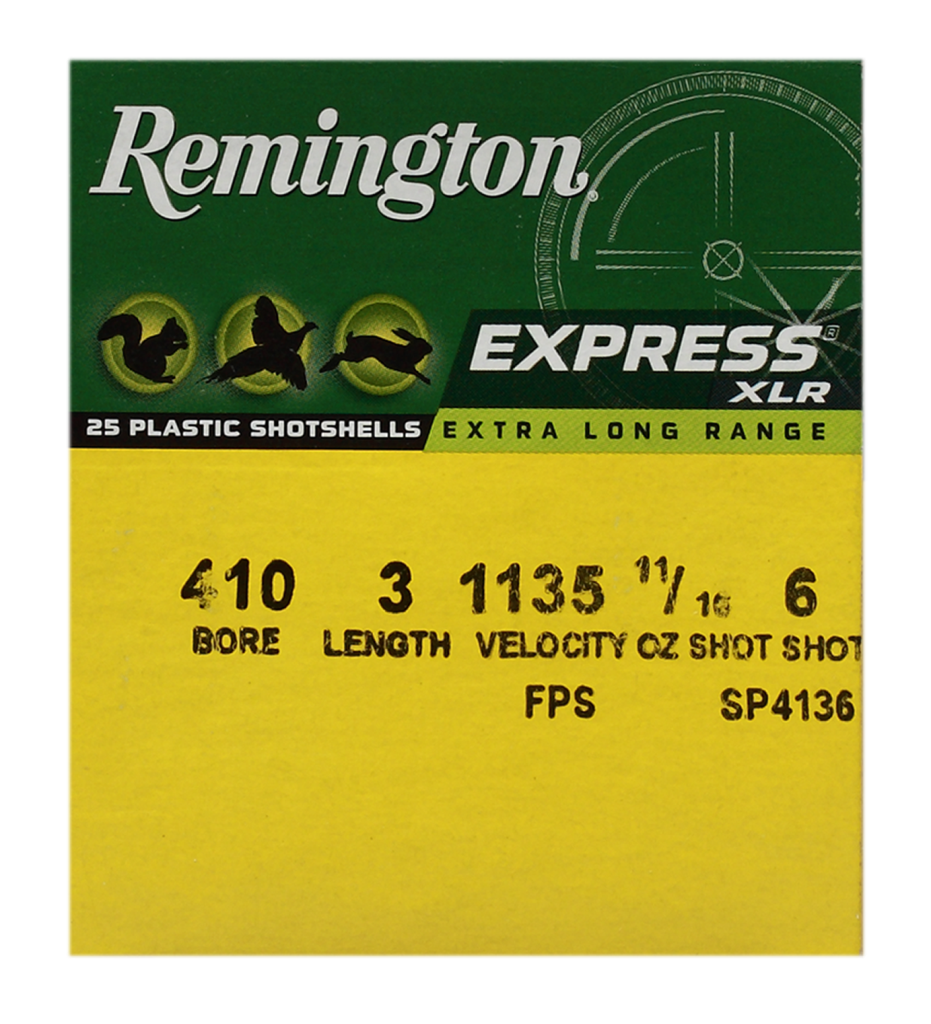 Remington
EXPRESS®
XLR
25 PLASTIC SHOTSHELLS
EXTRA LONG RANGE
410 3 1135 11/16 6
BORE LENGTH VELOCITY OZ SHOT SHOT
FPS SP4136